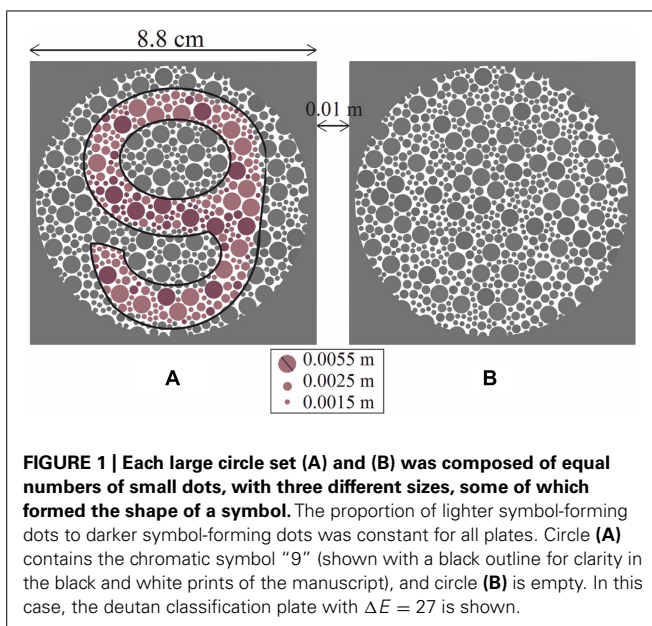 8.8 cm
0.01 m
A
B
0.0055 m
0.0025 m
0.0015 m
FIGURE 1 | Each large circle set (A) and (B) was composed of equal
numbers of small dots, with three different sizes, some of which
formed the shape of a symbol. The proportion of lighter symbol-forming
dots to darker symbol-forming dots was constant for all plates. Circle (A)
contains the chromatic symbol "9" (shown with a black outline for clarity in
the black and white prints of the manuscript), and circle (B) is empty. In this
case, the deutan classification plate with ΔE = 27 is shown.